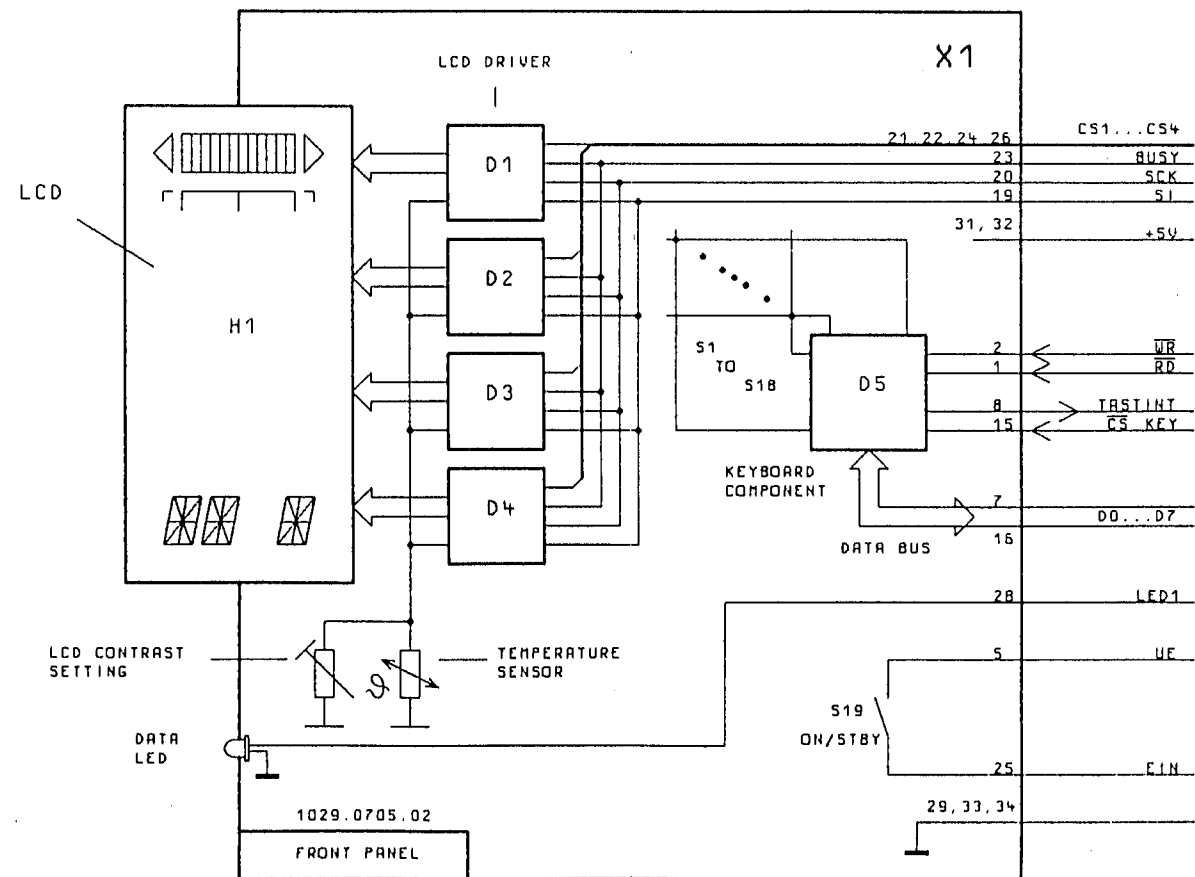 LCD DRIVER
X1
LCD
H1
D1
D2
D3
D4
21,22,24,26 CS1...CS4
23 BUSY
20 SCK
19 SI
31,32 +5V
S1
TO
S18
D5
2 WR
1 RD
8 TASTINT
15 CS KEY
KEYBOARD
COMPONENT
7
D0...D7
16
DATA BUS
28 LED1
LCD CONTRAST
SETTING
ϑ
TEMPERATURE
SENSOR
5 UE
S19
ON/STBY
25 EIN
DATA
LED
29,33,34
1029.0705.02
FRONT PANEL